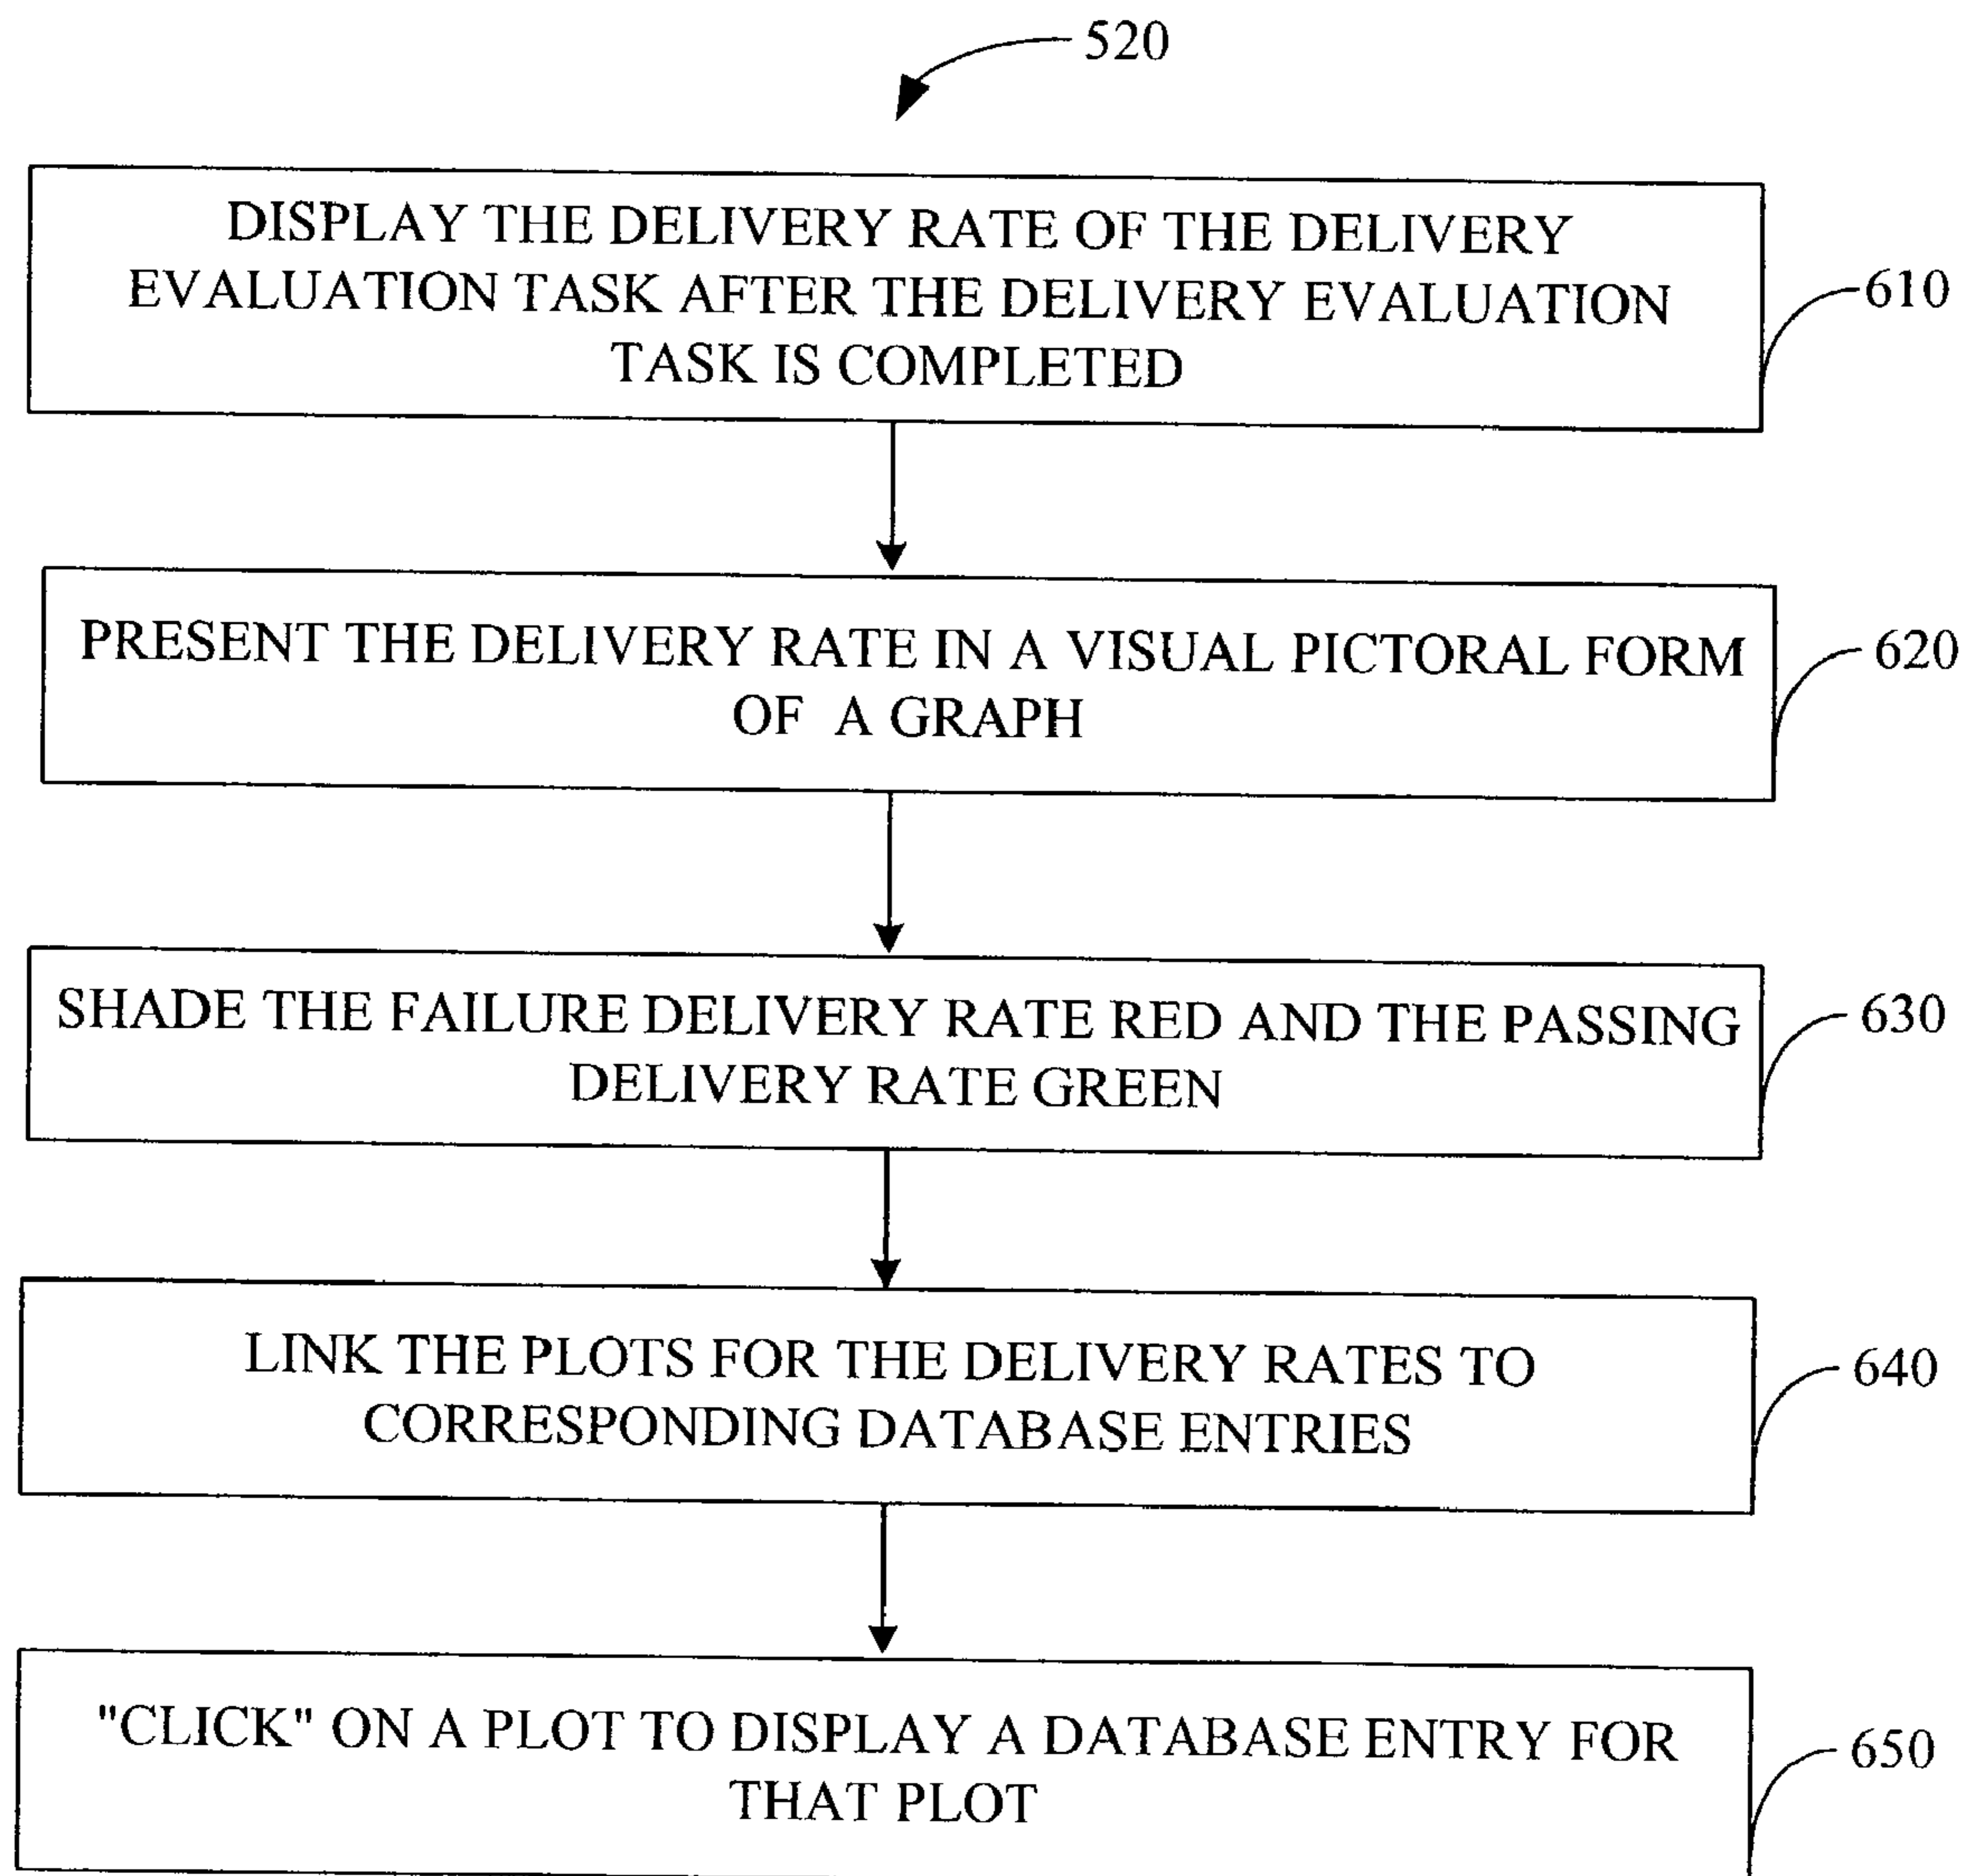 520
DISPLAY THE DELIVERY RATE OF THE DELIVERY
EVALUATION TASK AFTER THE DELIVERY EVALUATION
TASK IS COMPLETED
610
PRESENT THE DELIVERY RATE IN A VISUAL PICTORAL FORM
OF A GRAPH
620
SHADE THE FAILURE DELIVERY RATE RED AND THE PASSING
DELIVERY RATE GREEN
630
LINK THE PLOTS FOR THE DELIVERY RATES TO
CORRESPONDING DATABASE ENTRIES
640
"CLICK" ON A PLOT TO DISPLAY A DATABASE ENTRY FOR
THAT PLOT
650